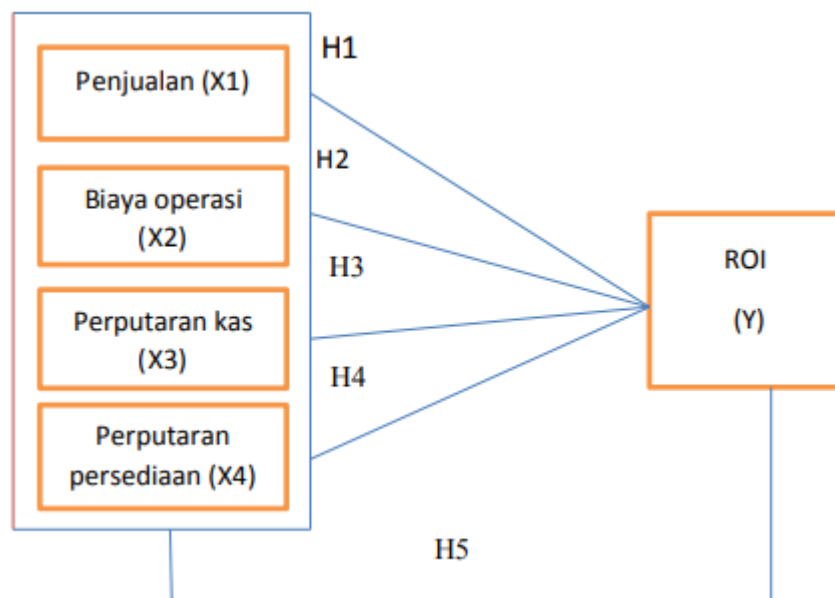 H1
Penjualan (X1)
H2
Biaya operasi
(X2)
H3
Perputaran kas
(X3)
H4
Perputaran
persediaan (X4)
ROI
(Y)
H5